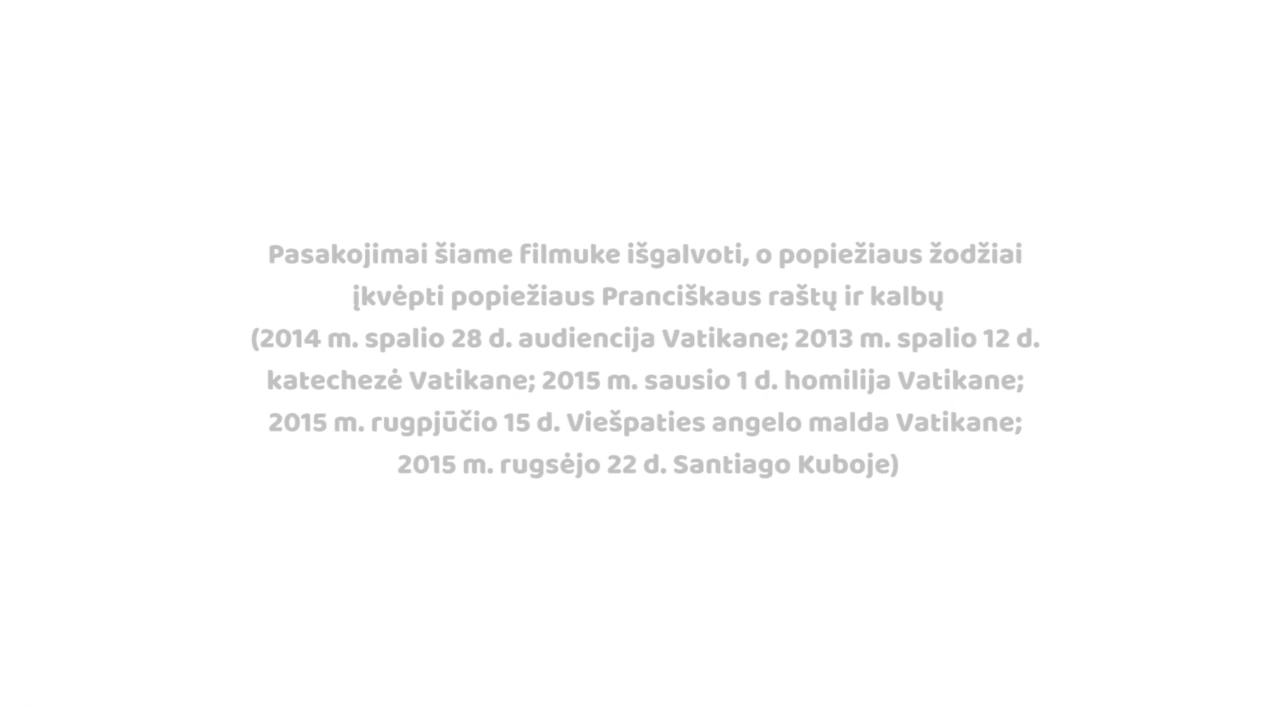 Pasakojimai šiame filmuke išgalvoti, o popiežiaus žodžiai
įkvėpti popiežiaus Pranciškaus raštų ir kalbų
(2014 m. spalio 28 d. audiencija Vatikane; 2013 m. spalio 12 d.
katechezė Vatikane; 2015 m. sausio 1 d. homilija Vatikane;
2015 m. rugpjūčio 15 d. Viešpaties angelo malda Vatikane;
2015 m. rugsėjo 22 d. Santiago Kuboje)